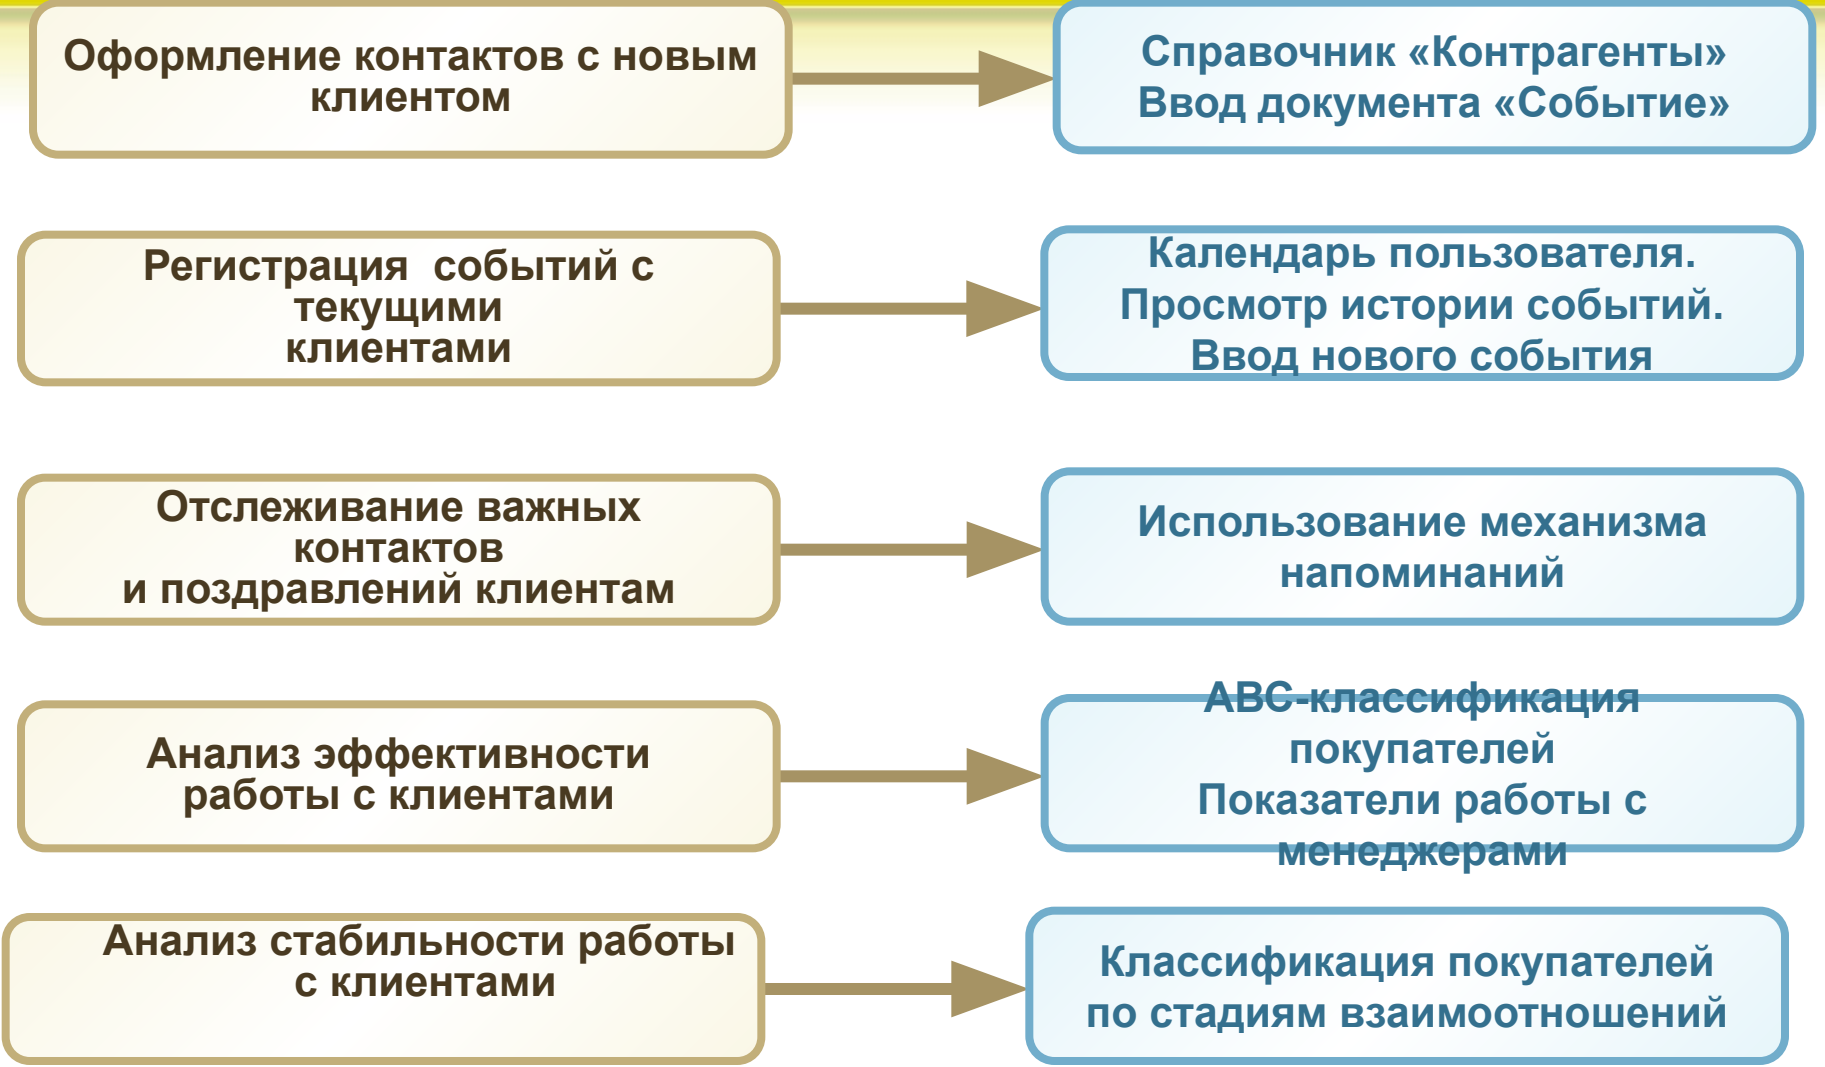 Оформление контактов с новым
клиентом
Справочник «Контрагенты»
Ввод документа «Событие»
Регистрация  событий с
текущими
клиентами
Календарь пользователя.
Просмотр истории событий.
Ввод нового события
Отслеживание важных
контактов
и поздравлений клиентам
Использование механизма
напоминаний
Анализ эффективности
работы с клиентами
АВС-классификация
покупателей
Показатели работы с
менеджерами
Анализ стабильности работы
с клиентами
Классификация покупателей
по стадиям взаимоотношений